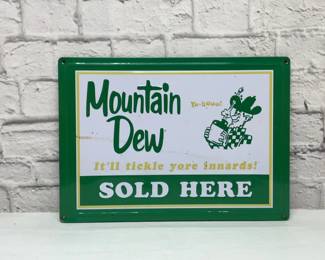 Mountain
Dew
Ya-Hooo!
It'll tickle yore innards!
SOLD HERE